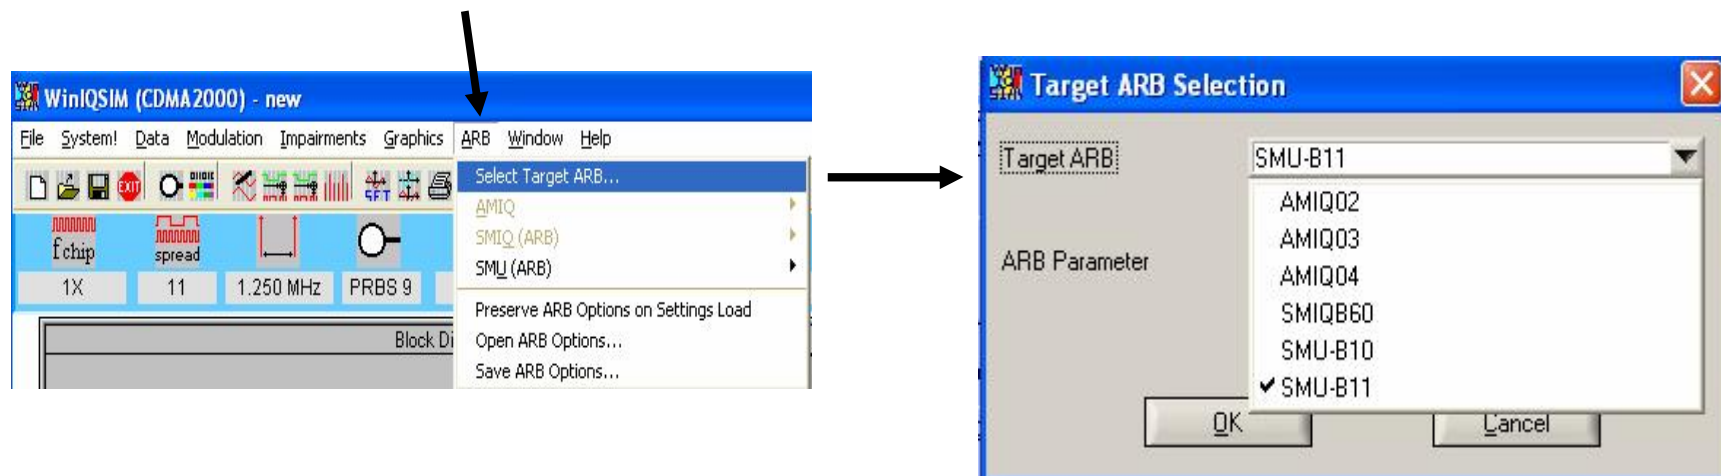 WinIQSIM (CDMA2000) - new
File System! Data Modulation Impairments Graphics ARB Window Help
EXIT
SET
Select Target ARB...
AMIQ
SMIQ (ARB)
SMU (ARB)
Preserve ARB Options on Settings Load
Open ARB Options...
Save ARB Options...
fchip
spread
1X 11 1.250 MHz PRBS 9
Block Di
Target ARB Selection
Target ARB SMU-B11
AMIQ02
AMIQ03
AMIQ04
SMIQB60
SMU-B10
SMU-B11
ARB Parameter
OK Cancel